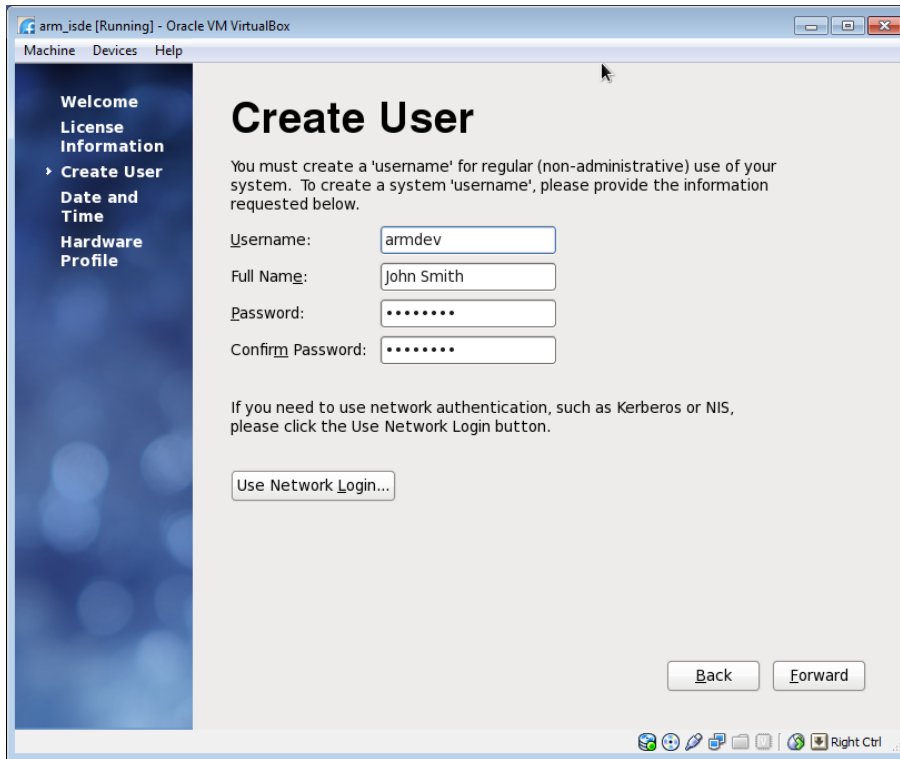 arm_isde [Running] - Oracle VM VirtualBox
Machine Devices Help
Welcome
License
Information
Create User
Date and
Time
Hardware
Profile
Create User
You must create a 'username' for regular (non-administrative) use of your
system. To create a system 'username', please provide the information
requested below.
Username: armdev
Full Name: John Smith
Password: ••••••••
Confirm Password: ••••••••
If you need to use network authentication, such as Kerberos or NIS,
please click the Use Network Login button.
Use Network Login...
Back Forward
Right Ctrl